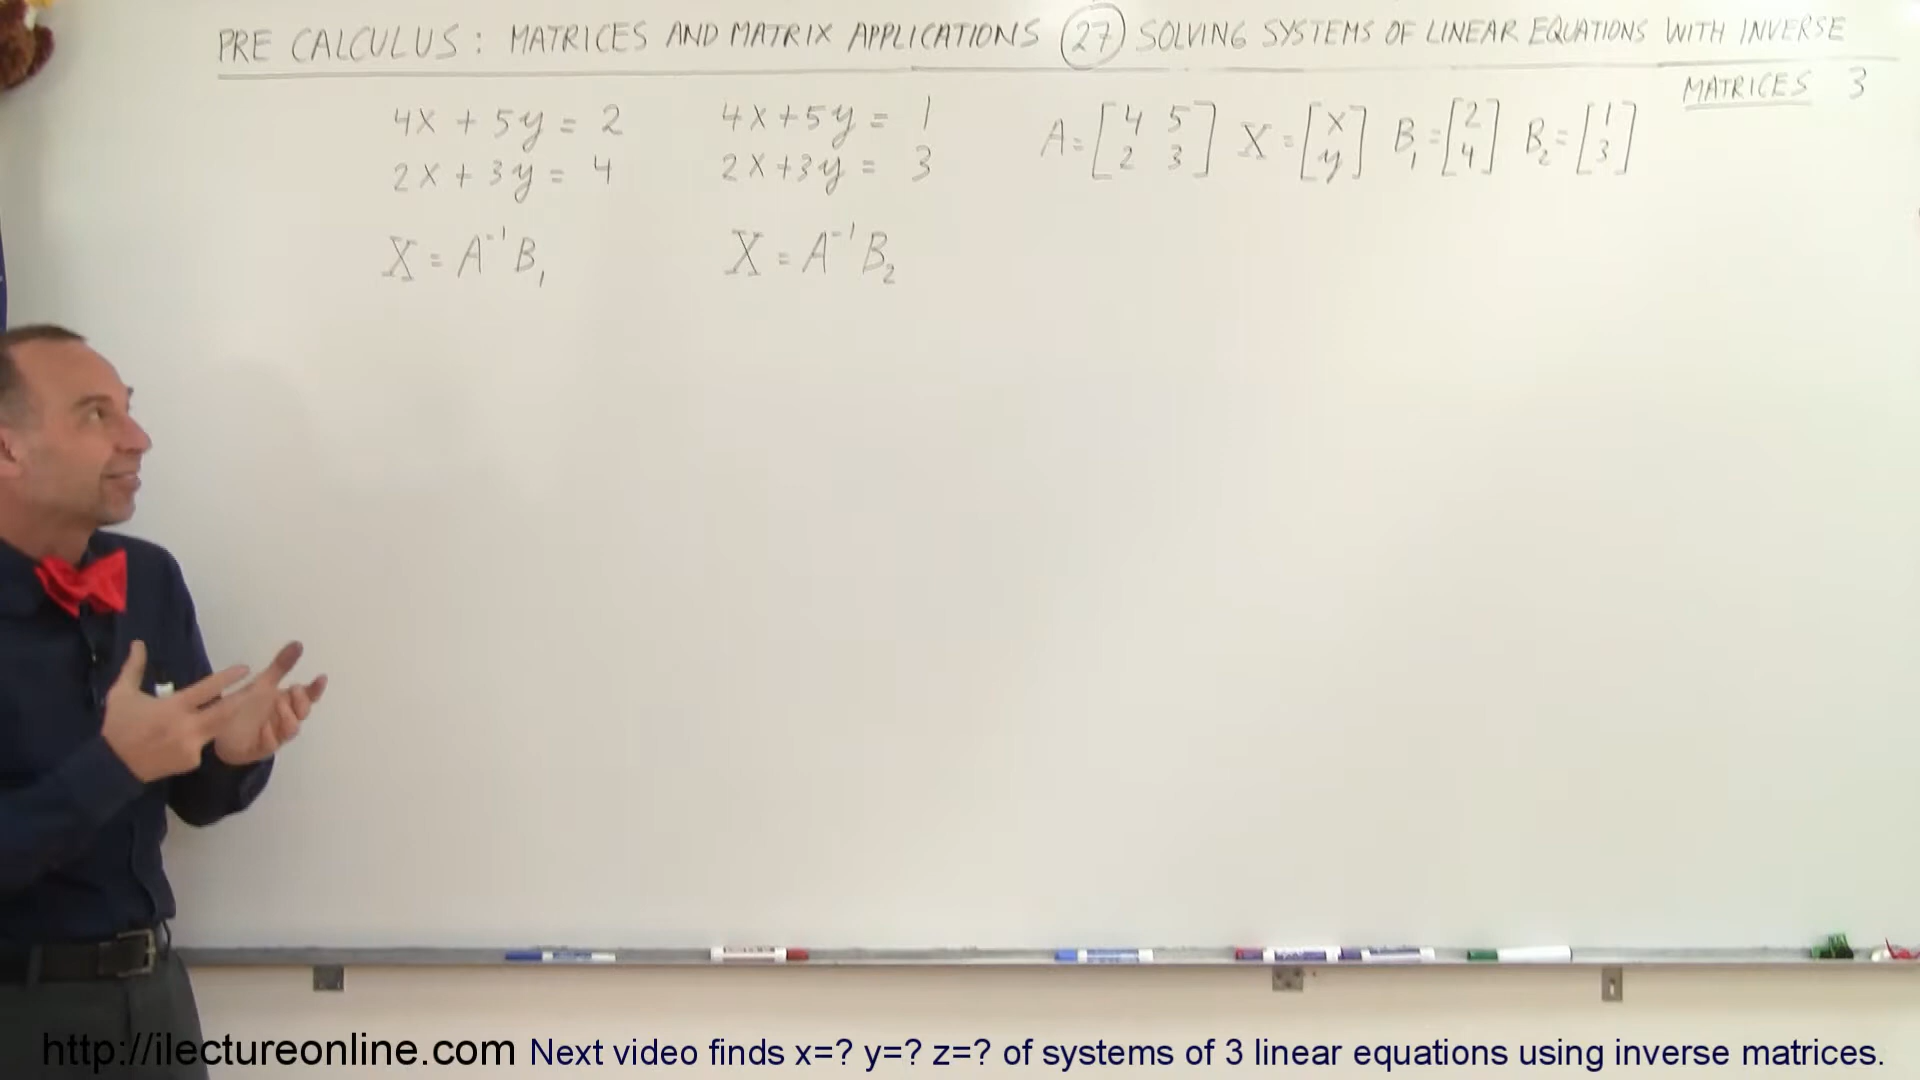 PRE CALCULUS: MATRICES AND MATRIX APPLICATIONS 27 SOLVING SYSTEMS OF LINEAR EQUATIONS WITH INVERSE
MATRICES 3
4X + 5y = 2
2X + 3y = 4
X = A⁻¹B₁
4X + 5y = 1
2X + 3y = 3
X = A⁻¹B₂
A = [4 5; 2 3] X = [x; y] B₁ = [2; 4] B₂ = [1; 3]
http://ilectureonline.com Next video finds x=? y=? z=? of systems of 3 linear equations using inverse matrices.